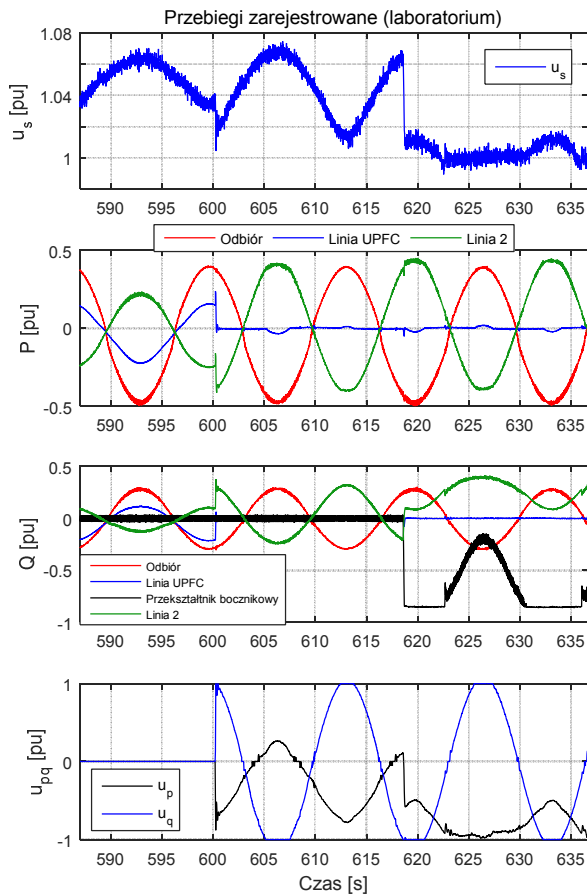 Przebiegi zarejestrowane (laboratorium)
1.08
1.04
1
u_s [pu]
u_s
590 595 600 605 610 615 620 625 630 635
0.5
0
-0.5
P [pu]
Odbiór Linia UPFC Linia 2
590 595 600 605 610 615 620 625 630 635
0.5
0
-0.5
-1
Q [pu]
Odbiór
Linia UPFC
Przekształtnik bocznikowy
Linia 2
590 595 600 605 610 615 620 625 630 635
1
0
-1
u_pq [pu]
u_p
u_q
590 595 600 605 610 615 620 625 630 635
Czas [s]